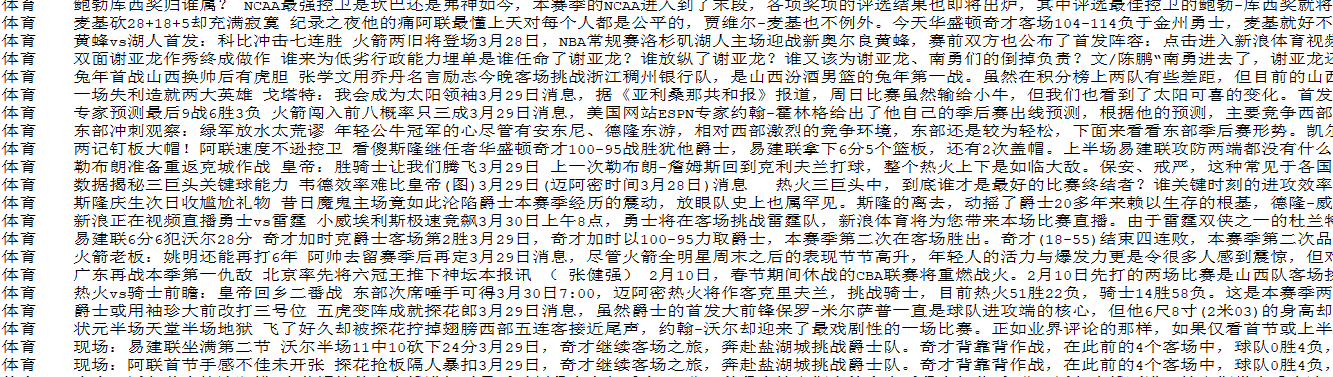 体育 鲍勃库西奖归谁属? NCAA最强控卫是坎巴还是弗神如今,本赛季的NCAA进入到了末段,各项奖项的评选结果也即将出炉,其中评选最佳控卫的鲍勃-库西奖就将
体育 麦基砍28+18+5却充满寂寞 纪录之夜他的痛阿联最懂上天对每个人都是公平的,贾维尔-麦基也不例外。今天华盛顿奇才客场104-114负于金州勇士,麦基就好不
体育 黄蜂vs湖人首发:科比冲击七连胜 火箭两旧将登场3月28日,NBA常规赛洛杉矶湖人主场迎战新奥尔良黄蜂,赛前双方也公布了首发阵容:点击进入新浪体育视频
体育 双面谢亚龙作秀终成做作 谁来为低劣行政能力埋单是谁任命了谢亚龙?谁放纵了谢亚龙?谁又该为谢亚龙、南勇们的倒掉负责?文/陈鹏"南勇进去了,谢亚龙还
体育 兔年首战山西换帅后有虎胆 张学文用乔丹名言励志今晚客场挑战浙江稠州银行队,是山西汾酒男篮的兔年第一战。虽然在积分榜上两队有些差距,但目前的山西
体育 一场失利造就两大英雄 戈塔特:我会成为太阳领袖3月29日消息,据《亚利桑那共和报》报道,周日比赛虽然输给小牛,但我们也看到了太阳可喜的变化。首发
体育 专家预测最后9战6胜3负 火箭闯入前八概率只三成3月29日消息,美国网站ESPN专家约翰-霍林格给出了他自己的季后赛出线预测,根据他的预测,主要竞争西部
体育 东部冲刺观察:绿军放水太荒谬 年轻公牛冠军的心尽管有安东尼、德隆东游,相对西部激烈的竞争环境,东部还是较为轻松,下面来看看东部季后赛形势。凯尔
体育 两记钉板大帽!阿联速度不逊控卫 看傻斯隆继任者华盛顿奇才100-95战胜犹他爵士,易建联拿下6分5个篮板,还有2次盖帽。上半场易建联攻防两端都没有什么
体育 勒布朗准备重返克城作战 皇帝:胜骑士让我们腾飞3月29日 上一次勒布朗-詹姆斯回到克利夫兰打球,整个热火上下是如临大敌。保安、戒严,这种常见于各国
体育 数据揭秘三巨头关键球能力 韦德效率难比皇帝(图)3月29日(迈阿密时间3月28日)消息 热火三巨头中,到底谁才是最好的比赛终结者?谁关键时刻的进攻效率
体育 斯隆庆生次日收尴尬礼物 昔日魔鬼主场竟如此沦陷爵士本赛季经历的震动,放眼队史上也属罕见。斯隆的离去,动摇了爵士20多年来赖以生存的根基,德隆-威
体育 新浪正在视频直播勇士vs雷霆 小威埃利斯极速竞飙3月30日上午8点,勇士将在客场挑战雷霆队,新浪体育将为您带来本场比赛直播。由于雷霆双侠之一的杜兰特
体育 易建联6分6犯沃尔28分 奇才加时克爵士客场第2胜3月29日,奇才加时以100-95力取爵士,本赛季第二次在客场胜出。奇才(18-55)结束四连败,本赛季第二次品
体育 火箭老板:姚明还能再打6年 阿帅去留赛季后再定3月29日消息,尽管火箭全明星周末之后的表现节节高升,年轻人的活力与爆发力更是令很多人感到震惊,但对
体育 广东再战本季第一仇敌 北京率先将六冠王推下神坛本报讯 ( 张健强) 2月10日,春节期间休战的CBA联赛将重燃战火。2月10日先打的两场比赛是山西队客场挑
体育 热火vs骑士前瞻:皇帝回乡二番战 东部次席唾手可得3月30日7:00,迈阿密热火将作客克里夫兰,挑战骑士,目前热火51胜22负,骑士14胜58负。这是本赛季两
体育 爵士或用袖珍大前改打三号位 五虎变阵成就探花郎3月29日消息,虽然爵士的首发大前锋保罗-米尔萨普一直是球队进攻端的核心,但他6尺8寸(2米03)的身高却
体育 状元半场天堂半场地狱 飞了好久却被探花拧掉翅膀西部五连客接近尾声,约翰-沃尔却迎来了最戏剧性的一场比赛。正如业界评论的那样,如果仅看首节或上半
体育 现场:易建联坐满第二节 沃尔半场11中10砍下24分3月29日,奇才继续客场之旅,奔赴盐湖城挑战爵士队。奇才背靠背作战,在此前的4个客场中,球队0胜4负,
体育 现场:阿联首节手感不佳未开张 探花抢板隔人暴扣3月29日,奇才继续客场之旅,奔赴盐湖城挑战爵士队。奇才背靠背作战,在此前的4个客场中,球队0胜4负,